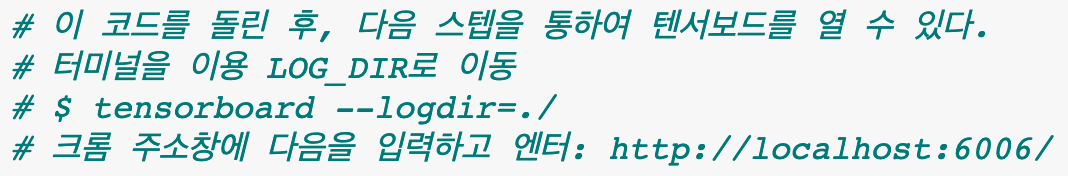 # 이 코드를 돌린 후, 다음 스텝을 통하여 텐서보드를 열 수 있다.
# 터미널을 이용 LOG_DIR로 이동
# $ tensorboard --logdir=./
# 크롬 주소창에 다음을 입력하고 엔터: http://localhost:6006/